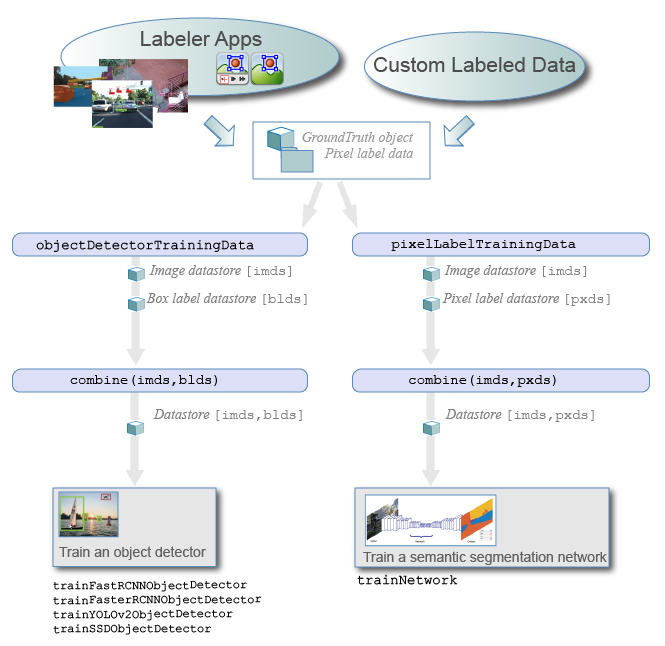 Labeler Apps
Custom Labeled Data
GroundTruth object
Pixel label data
objectDetectorTrainingData
pixelLabelTrainingData
Image datastore [imds]
Image datastore [imds]
Box label datastore [blds]
Pixel label datastore [pxds]
combine(imds,blds)
combine(imds,pxds)
Datastore [imds,blds]
Datastore [imds,pxds]
Train an object detector
Train a semantic segmentation network
trainFastRCNNObjectDetector
trainFasterRCNNObjectDetector
trainYOLOv2ObjectDetector
trainSSDObjectDetector
trainNetwork